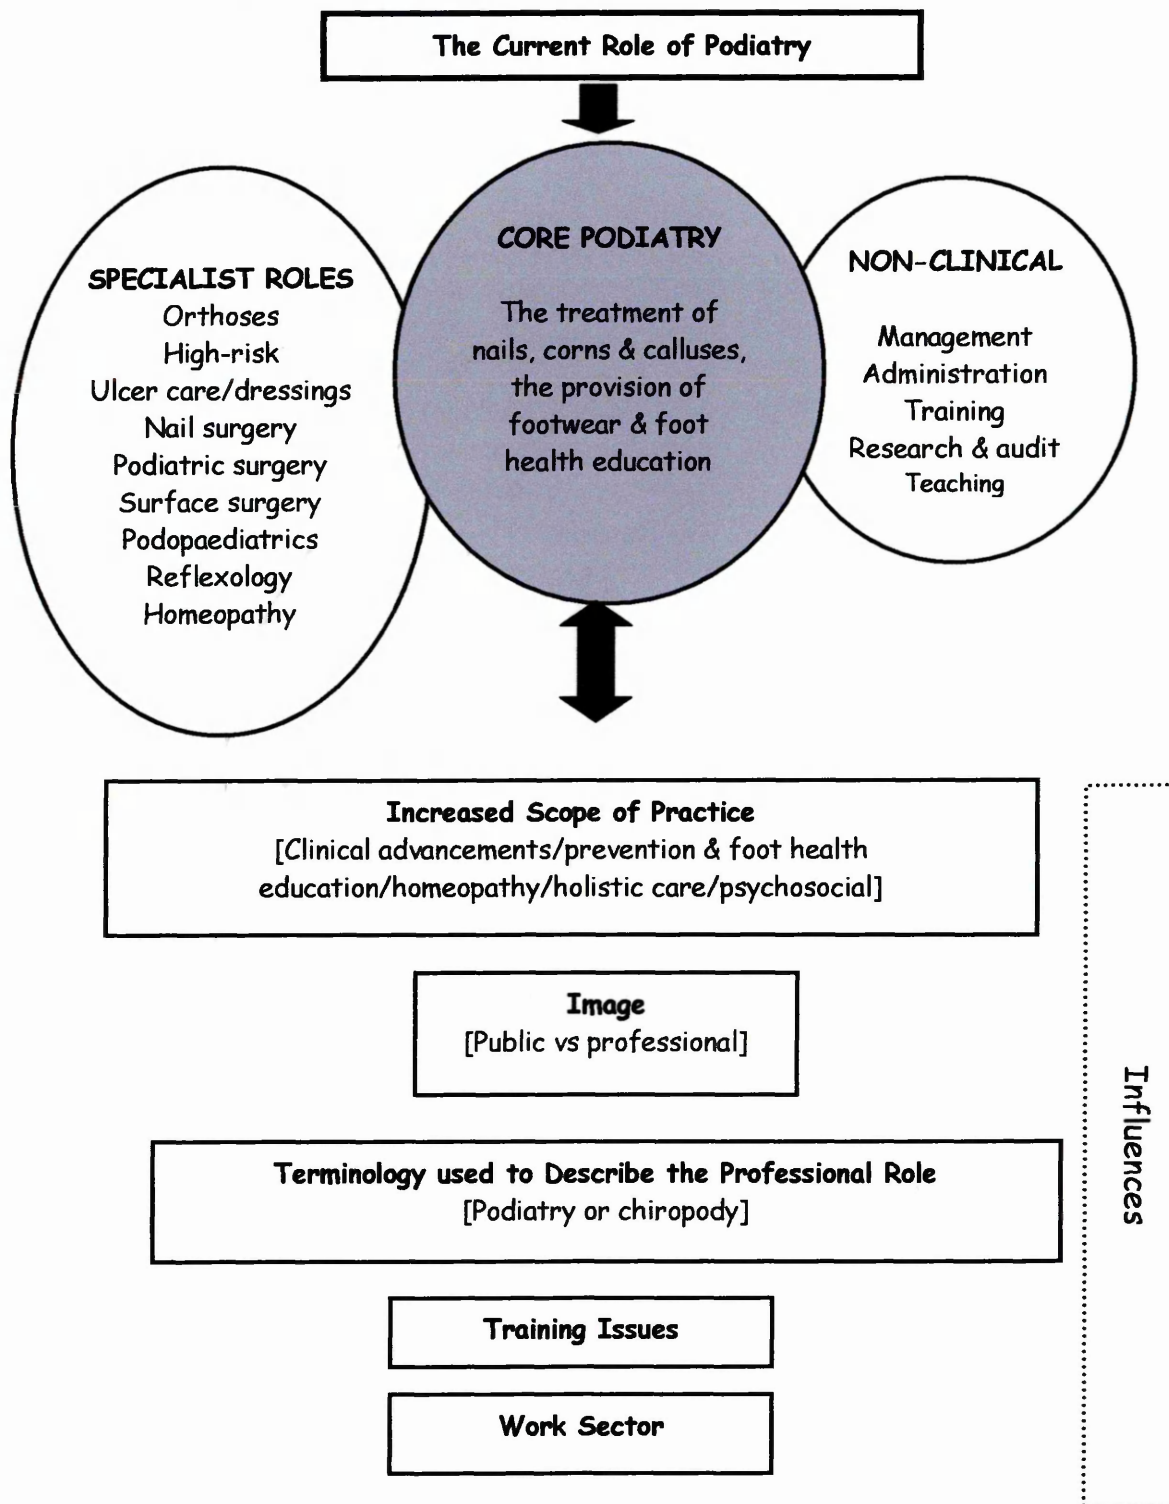 The Current Role of Podiatry
SPECIALIST ROLES
Orthoses
High-risk
Ulcer care/dressings
Nail surgery
Podiatric surgery
Surface surgery
Podopaediatrics
Reflexology
Homeopathy
CORE PODIATRY
The treatment of
nails, corns & calluses,
the provision of
footwear & foot
health education
NON-CLINICAL
Management
Administration
Training
Research & audit
Teaching
Increased Scope of Practice
[Clinical advancements/prevention & foot health
education/homeopathy/holistic care/psychosocial]
Image
[Public vs professional]
Terminology used to Describe the Professional Role
[Podiatry or chiropody]
Training Issues
Work Sector
Influences